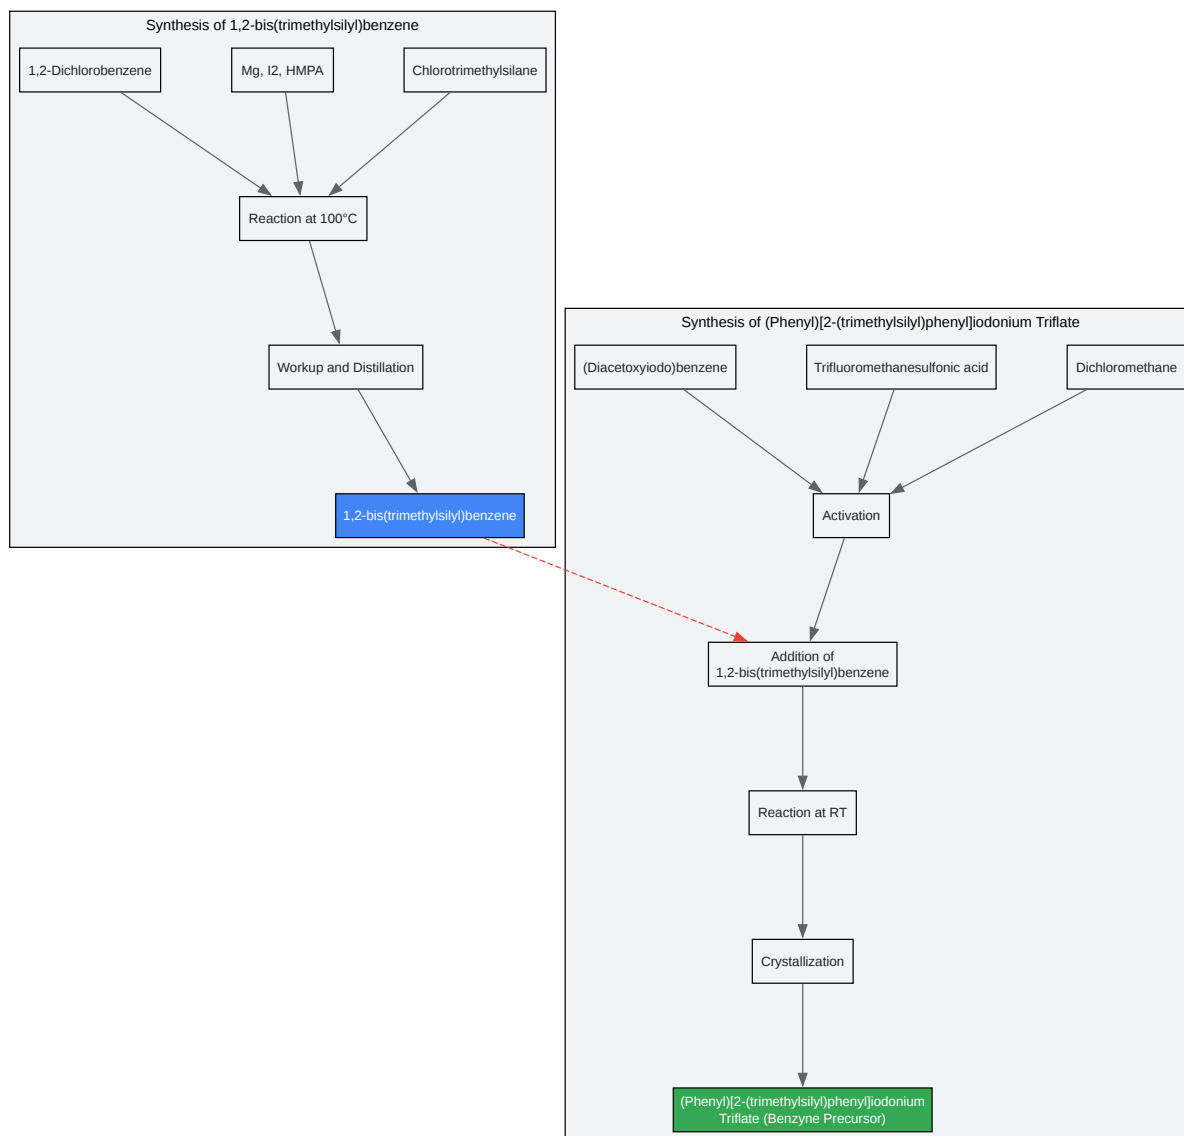 Synthesis of 1,2-bis(trimethylsilyl)benzene
1,2-Dichlorobenzene
Mg, I2, HMPA
Chlorotrimethylsilane
Reaction at 100°C
Workup and Distillation
1,2-bis(trimethylsilyl)benzene
Synthesis of (Phenyl)[2-(trimethylsilyl)phenyl]iodonium Triflate
(Diacetoxyiodo)benzene
Trifluoromethanesulfonic acid
Dichloromethane
Activation
Addition of
1,2-bis(trimethylsilyl)benzene
Reaction at RT
Crystallization
(Phenyl)[2-(trimethylsilyl)phenyl]iodonium
Triflate (Benzyne Precursor)